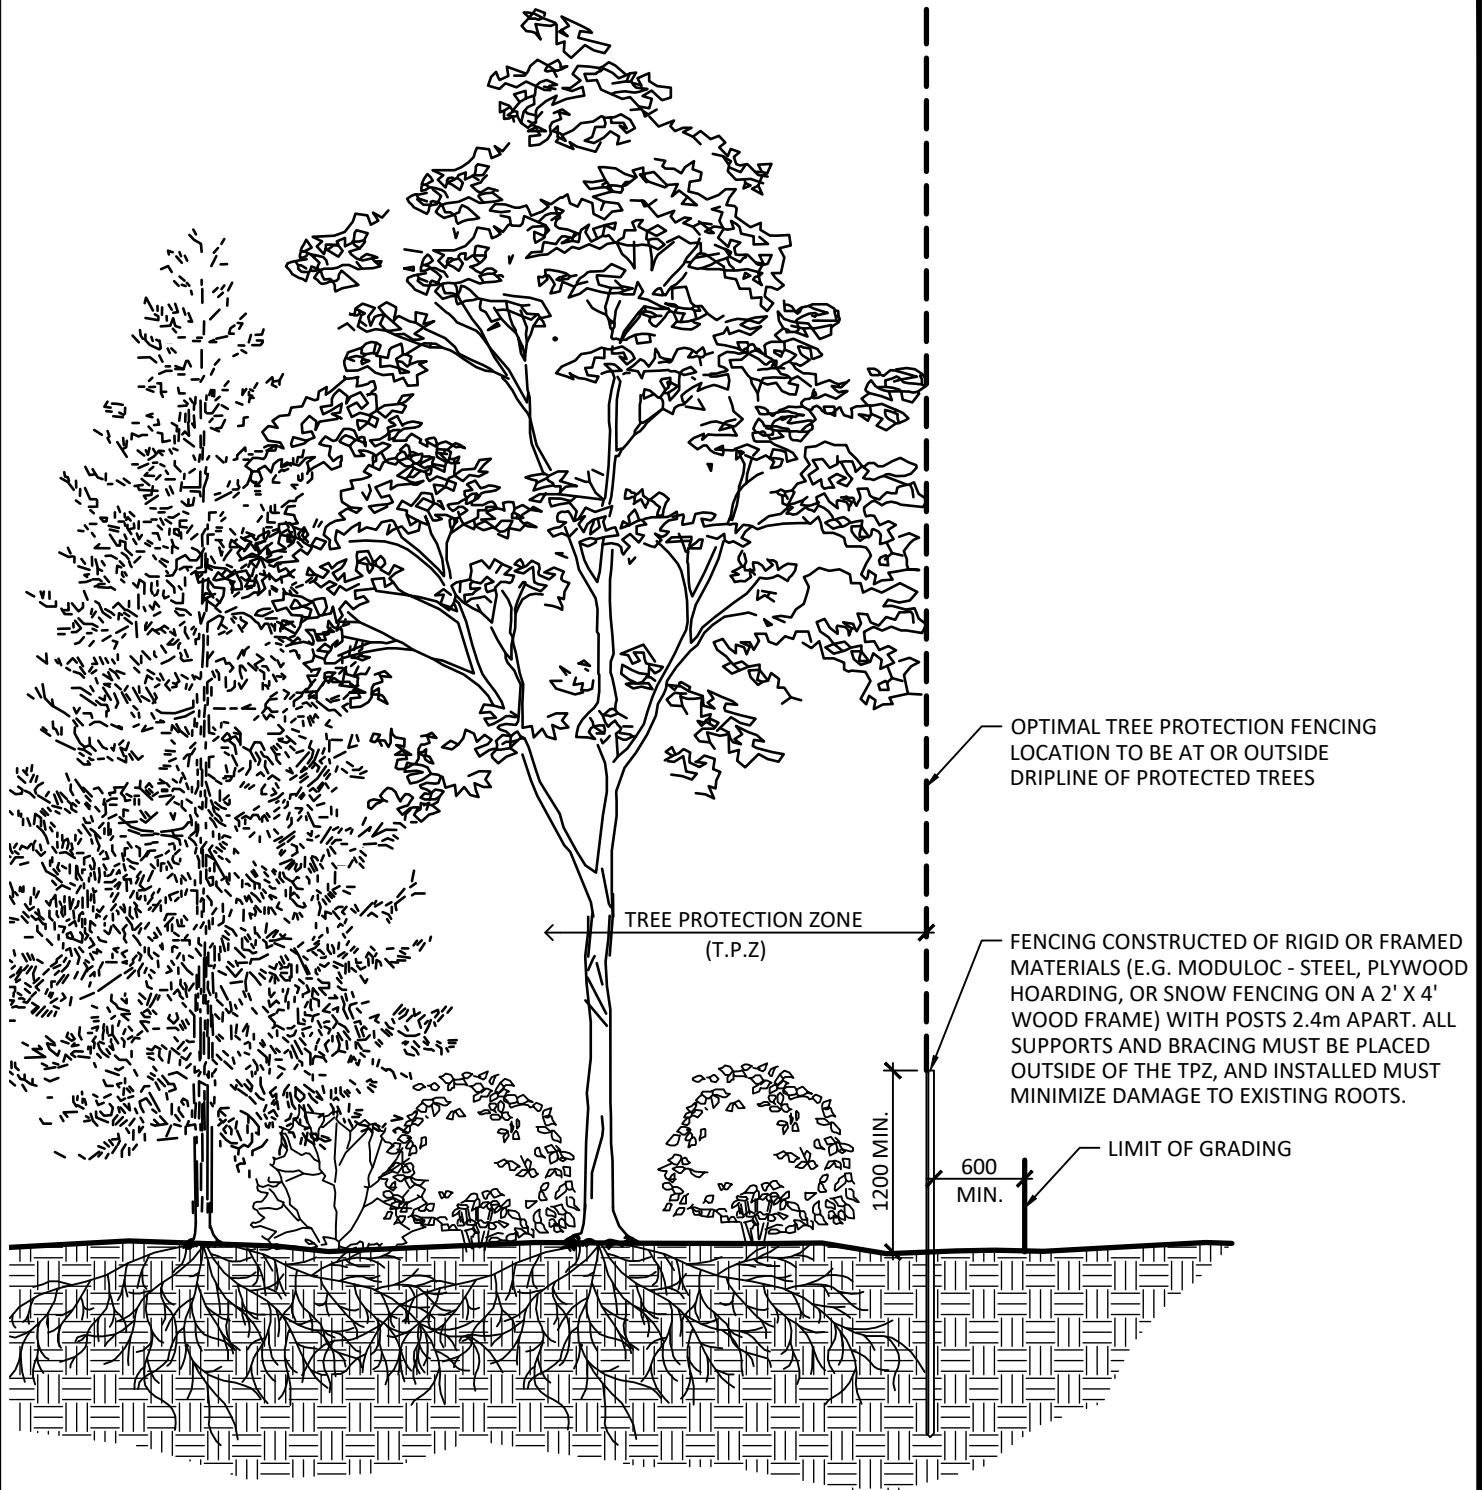 OPTIMAL TREE PROTECTION FENCING
LOCATION TO BE AT OR OUTSIDE
DRIPLINE OF PROTECTED TREES
TREE PROTECTION ZONE
(T.P.Z)
FENCING CONSTRUCTED OF RIGID OR FRAMED
MATERIALS (E.G. MODULOC - STEEL, PLYWOOD
HOARDING, OR SNOW FENCING ON A 2' X 4'
WOOD FRAME) WITH POSTS 2.4m APART. ALL
SUPPORTS AND BRACING MUST BE PLACED
OUTSIDE OF THE TPZ, AND INSTALLED MUST
MINIMIZE DAMAGE TO EXISTING ROOTS.
1200 MIN.
600
MIN.
LIMIT OF GRADING